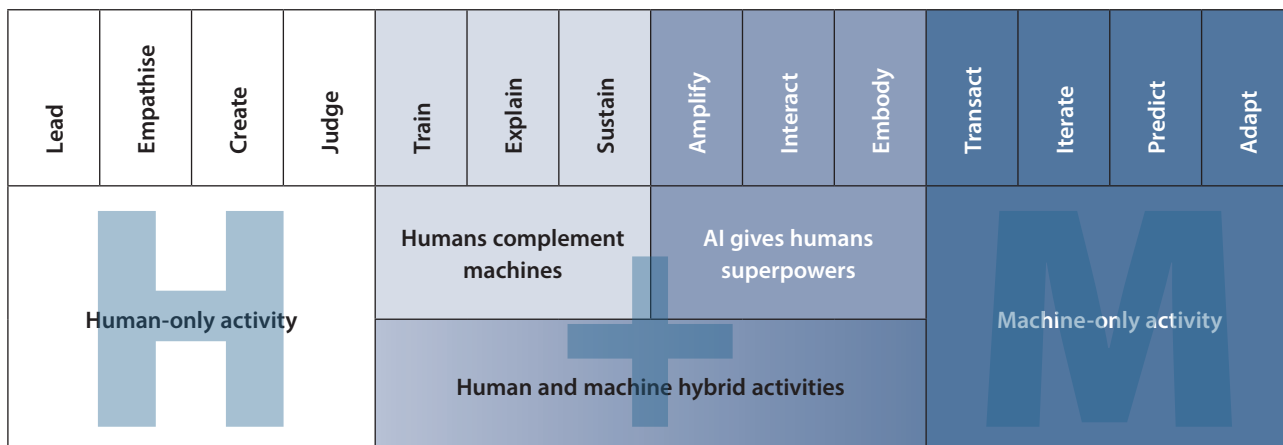 Lead
Empathise
Create
Judge
Train
Explain
Sustain
Amplify
Interact
Embody
Transact
Iterate
Predict
Adapt
Humans complement
machines
AI gives humans
superpowers
H
Human-only activity
+
Human and machine hybrid activities
M
Machine-only activity